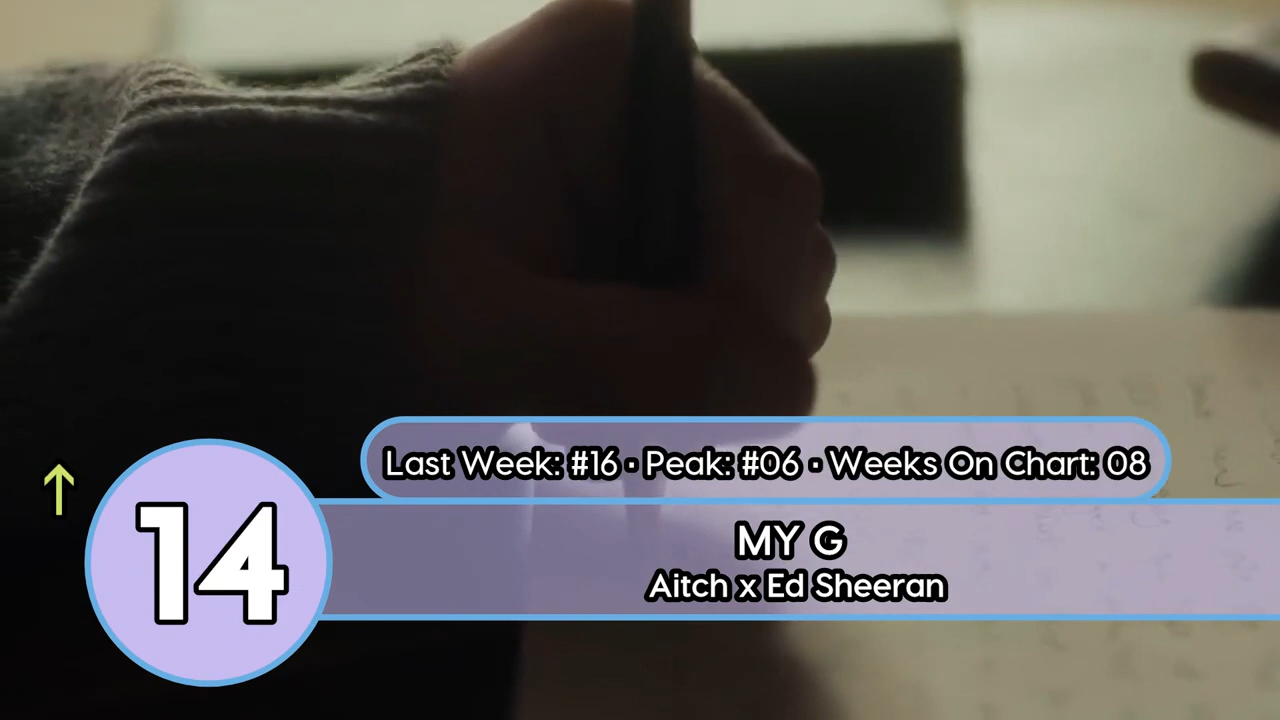 Last Week: #16 • Peak: #06 • Weeks On Chart: 08
14
MY G
Aitch x Ed Sheeran